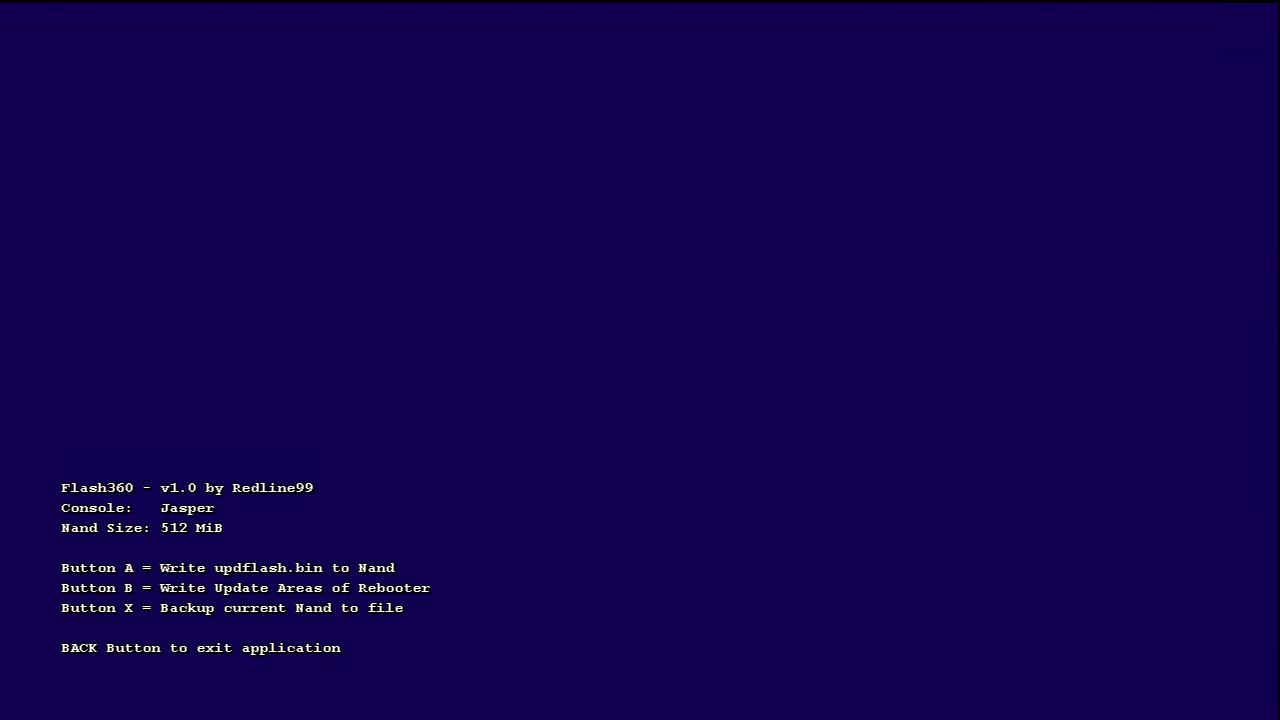 Flash360 - v1.0 by Redline99
Console:   Jasper
Nand Size: 512 MiB
Button A = Write updflash.bin to Nand
Button B = Write Update Areas of Rebooter
Button X = Backup current Nand to file
BACK Button to exit application